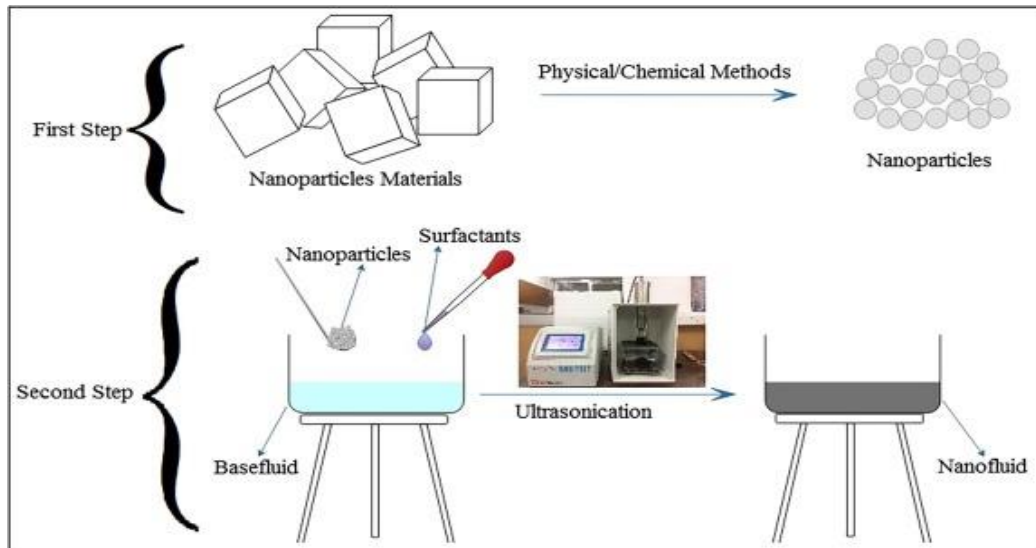 Physical/Chemical Methods
First Step
Nanoparticles Materials
Nanoparticles
Surfactants
Nanoparticles
Second Step
Ultrasonication
Basefluid
Nanofluid